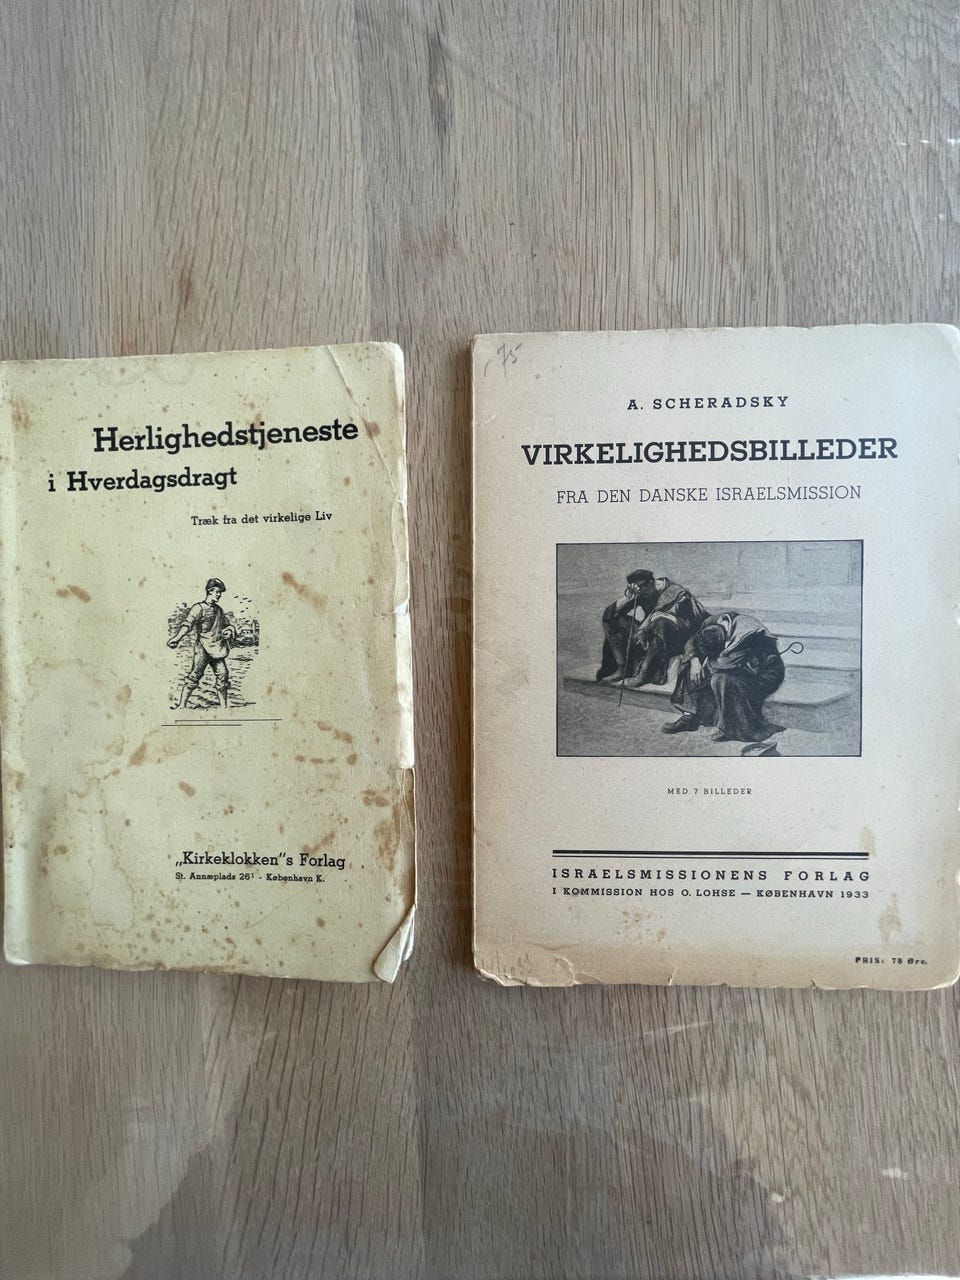 Herlighedstjeneste
i Hverdagsdragt
Træk fra det virkelige Liv
„Kirkeklokken"s Forlag
St. Annæplads 26¹ - København K.
75
A. SCHERADSKY
VIRKELIGHEDSBILLEDER
FRA DEN DANSKE ISRAELSMISSION
MED 7 BILLEDER
ISRAELSMISSIONENS FORLAG
I KOMMISSION HOS O. LOHSE — KØBENHAVN 1933
PRIS: 75 Øre.